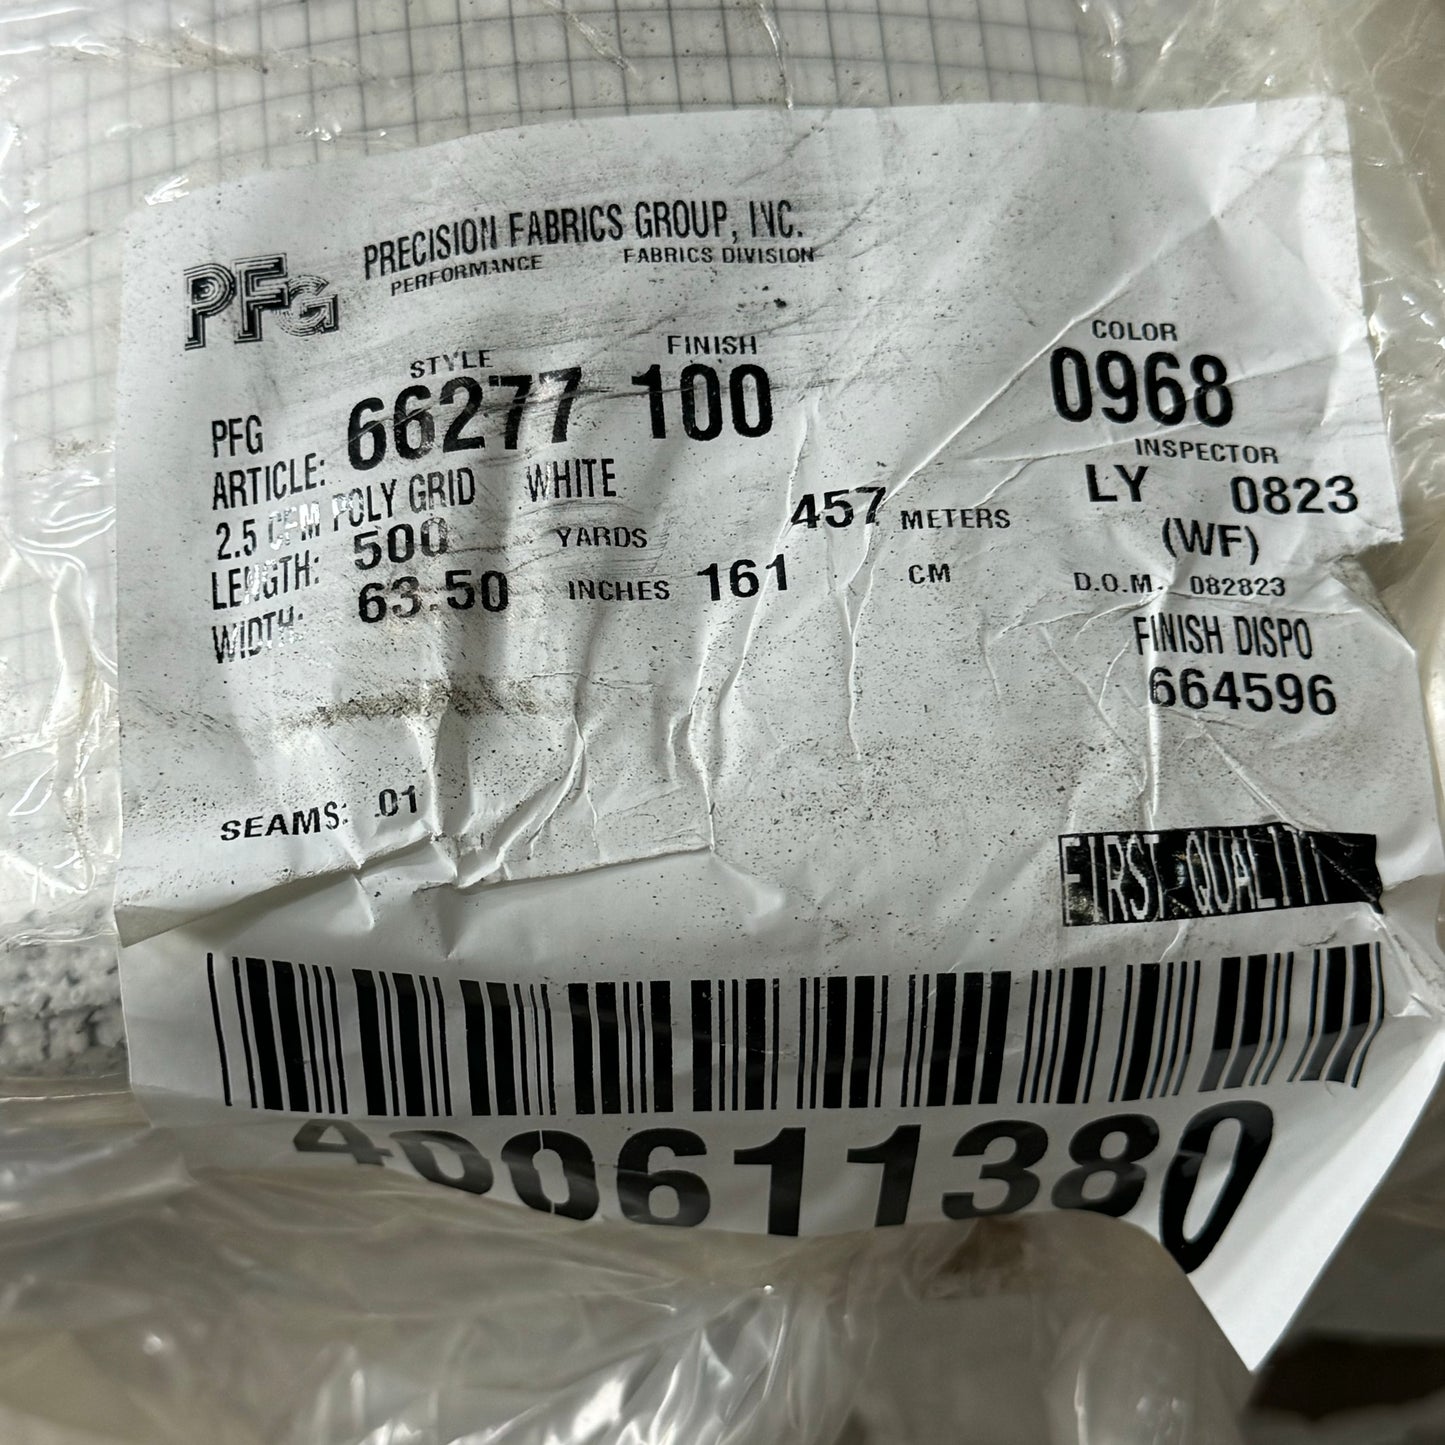 PFG
PRECISION FABRICS GROUP, INC.
PERFORMANCE FABRICS DIVISION
STYLE FINISH COLOR
PFG ARTICLE: 66277 100 0968
2.5 CFM POLY GRID WHITE
INSPECTOR
LY 0823
(WF)
LENGTH: 500 YARDS 457 METERS
WIDTH: 63.50 INCHES 161 CM
D.O.M. 082823
FINISH DISPO
664596
SEAMS: .01
FIRST QUALITY
400611380